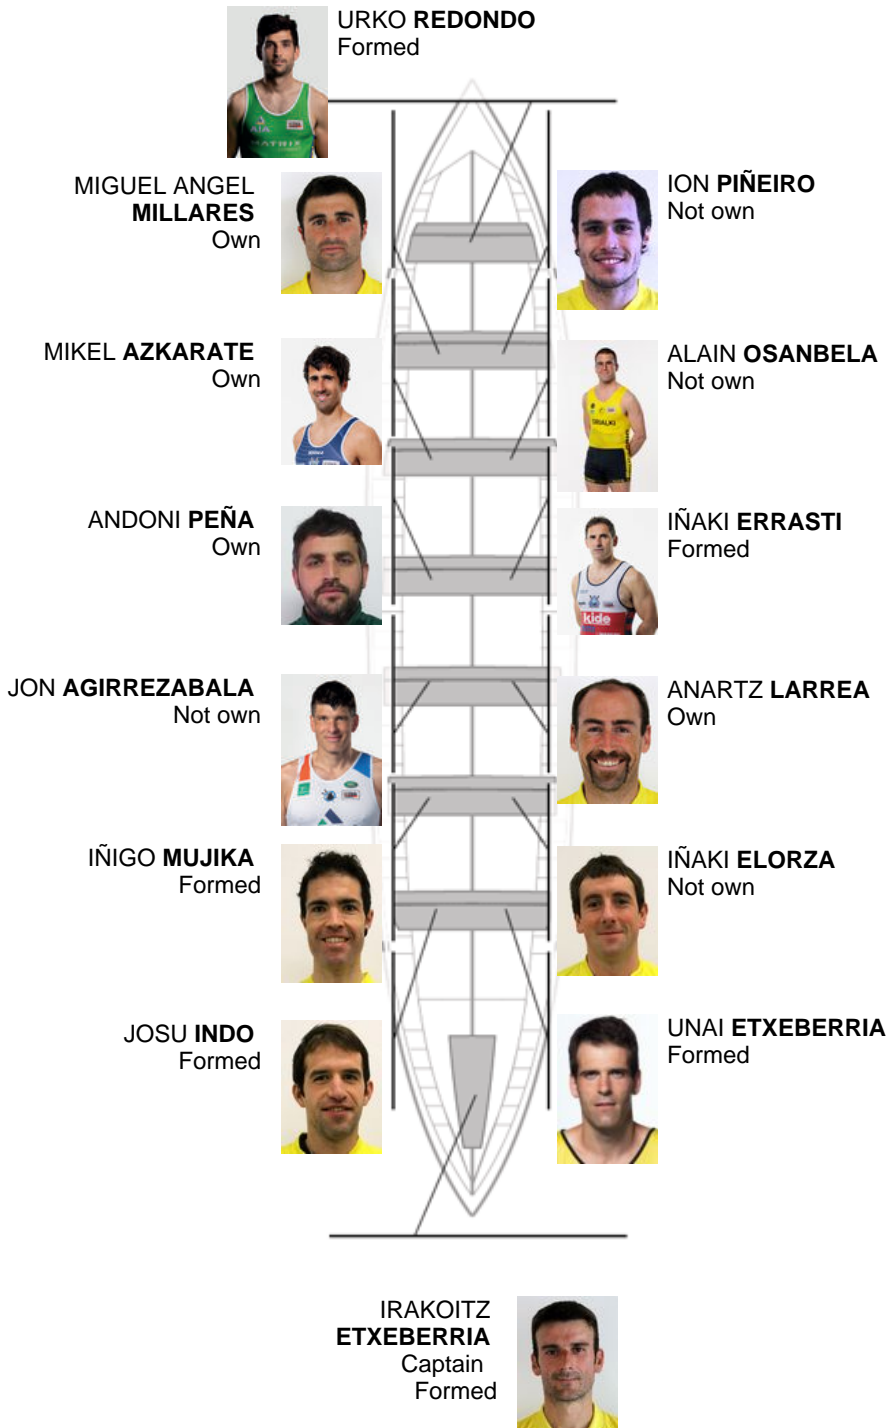 URKO REDONDO
Formed
MIGUEL ANGEL
MILLARES
Own
ION PIÑEIRO
Not own
MIKEL AZKARATE
Own
ALAIN OSANBELA
Not own
ANDONI PEÑA
Own
IÑAKI ERRASTI
Formed
JON AGIRREZABALA
Not own
ANARTZ LARREA
Own
IÑIGO MUJIKA
Formed
IÑAKI ELORZA
Not own
JOSU INDO
Formed
UNAI ETXEBERRIA
Formed
IRAKOITZ
ETXEBERRIA
Captain
Formed
MATRIX
kide